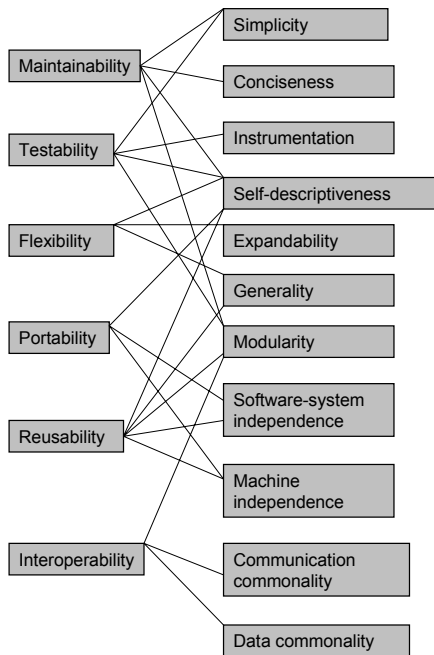 Maintainability
Testability
Flexibility
Portability
Reusability
Interoperability
Simplicity
Conciseness
Instrumentation
Self-descriptiveness
Expandability
Generality
Modularity
Software-system
independence
Machine
independence
Communication
commonality
Data commonality